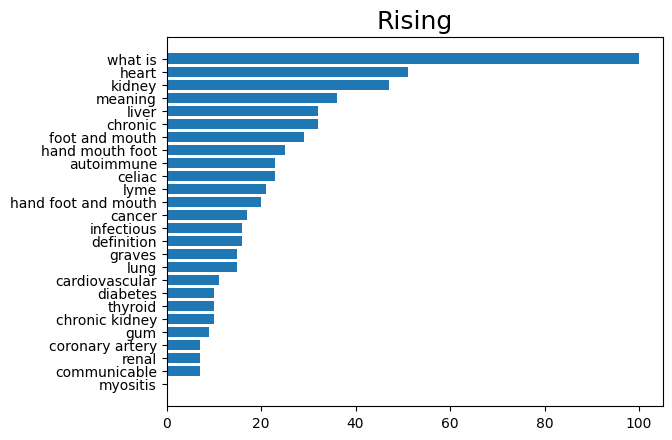 Rising
what is
heart
kidney
meaning
liver
chronic
foot and mouth
hand mouth foot
autoimmune
celiac
lyme
hand foot and mouth
cancer
infectious
definition
graves
lung
cardiovascular
diabetes
thyroid
chronic kidney
gum
coronary artery
renal
communicable
myositis
0 20 40 60 80 100